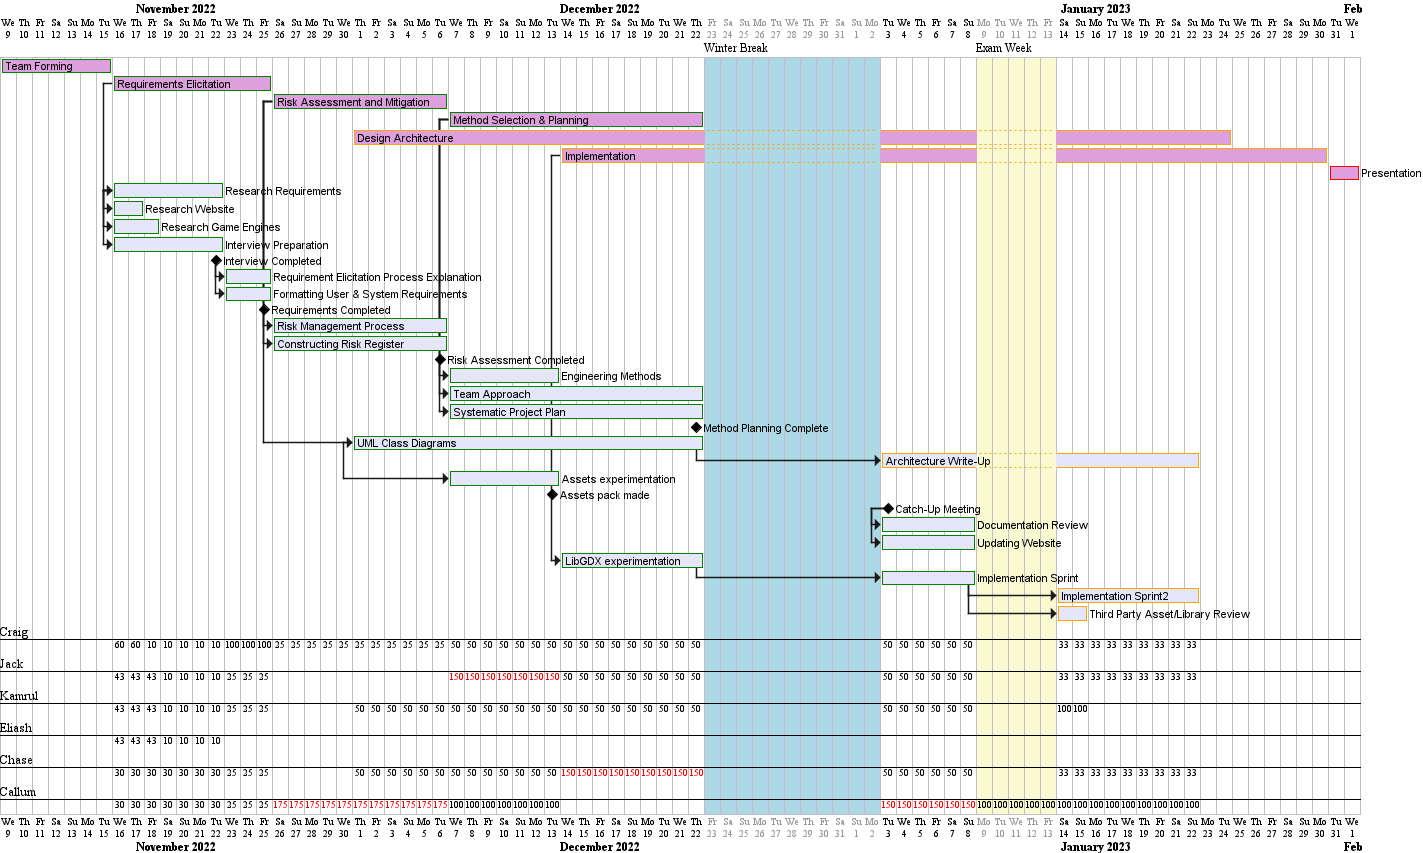 November 2022 December 2022 January 2023 Feb
We Th Fr Sa Su Mo Tu We Th Fr Sa Su Mo Tu We Th Fr Sa Su Mo Tu We Th Fr Sa Su Mo Tu We Th Fr Sa Su Mo Tu We Th Fr Sa Su Mo Tu We Th Fr Sa Su Mo Tu We Th Fr Sa Su Mo Tu We Th Fr Sa Su Mo Tu We Th Fr Sa Su Mo Tu We Th Fr Sa Su Mo Tu We Th Fr Sa Su Mo Tu We
9 10 11 12 13 14 15 16 17 18 19 20 21 22 23 24 25 26 27 28 29 30 1 2 3 4 5 6 7 8 9 10 11 12 13 14 15 16 17 18 19 20 21 22 23 24 25 26 27 28 29 30 31 1 2 3 4 5 6 7 8 9 10 11 12 13 14 15 16 17 18 19 20 21 22 23 24 25 26 27 28 29 30 31 1
Winter Break Exam Week
Team Forming
Requirements Elicitation
Risk Assessment and Mitigation
Method Selection & Planning
Design Architecture
Implementation
Presentation
Research Requirements
Research Website
Research Game Engines
Interview Preparation
Interview Completed
Requirement Elicitation Process Explanation
Formatting User & System Requirements
Requirements Completed
Risk Management Process
Constructing Risk Register
Risk Assessment Completed
Engineering Methods
Team Approach
Systematic Project Plan
Method Planning Complete
UML Class Diagrams
Architecture Write-Up
Assets experimentation
Assets pack made
Catch-Up Meeting
Documentation Review
Updating Website
LibGDX experimentation
Implementation Sprint
Implementation Sprint2
Third Party Asset/Library Review
Craig
60 60 10 10 10 10 10 100 100 100 25 25 25 25 25 25 25 25 25 25 25 50 50 50 50 50 50 50 50 50 50 50 50 50 50 50 50 50 50 50 50 50 50 33 33 33 33 33 33 33 33 33
Jack
43 43 43 10 10 10 10 25 25 25 150 150 150 150 150 150 150 50 50 50 50 50 50 50 50 50 50 50 50 50 50 50 33 33 33 33 33 33 33 33 33
Kamrul
43 43 43 10 10 10 10 25 25 25 50 50 50 50 50 50 50 50 50 50 50 50 50 50 50 50 50 50 50 50 50 50 50 50 50 50 50 50 100 100
Eliash
43 43 43 10 10 10 10
Chase
30 30 30 30 30 30 30 25 25 25 50 50 50 50 50 50 50 50 50 50 50 50 50 150 150 150 150 150 150 150 150 150 50 50 50 50 50 50 33 33 33 33 33 33 33 33 33
Callum
30 30 30 30 30 30 30 25 25 25 175 175 175 175 175 175 175 175 175 175 175 100 100 100 100 100 100 100 150 150 150 150 150 150 100 100 100 100 100 100 100 100 100 100 100 100 100 100
We Th Fr Sa Su Mo Tu We Th Fr Sa Su Mo Tu We Th Fr Sa Su Mo Tu We Th Fr Sa Su Mo Tu We Th Fr Sa Su Mo Tu We Th Fr Sa Su Mo Tu We Th Fr Sa Su Mo Tu We Th Fr Sa Su Mo Tu We Th Fr Sa Su Mo Tu We Th Fr Sa Su Mo Tu We Th Fr Sa Su Mo Tu We Th Fr Sa Su Mo Tu We
9 10 11 12 13 14 15 16 17 18 19 20 21 22 23 24 25 26 27 28 29 30 1 2 3 4 5 6 7 8 9 10 11 12 13 14 15 16 17 18 19 20 21 22 23 24 25 26 27 28 29 30 31 1 2 3 4 5 6 7 8 9 10 11 12 13 14 15 16 17 18 19 20 21 22 23 24 25 26 27 28 29 30 31 1
November 2022 December 2022 January 2023 Feb